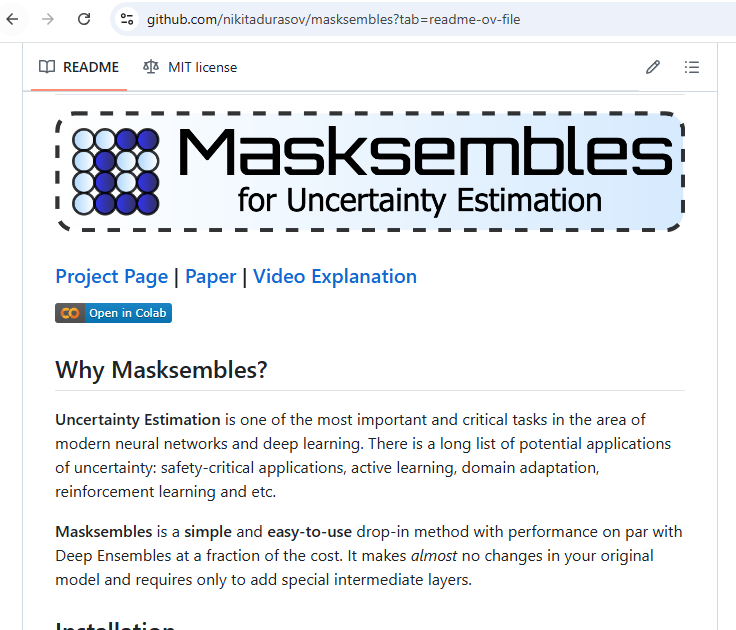 github.com/nikitadurasov/masksembles?tab=readme-ov-file
README MIT license
Masksembles
for Uncertainty Estimation
Project Page | Paper | Video Explanation
Open in Colab
Why Masksembles?
Uncertainty Estimation is one of the most important and critical tasks in the area of
modern neural networks and deep learning. There is a long list of potential applications
of uncertainty: safety-critical applications, active learning, domain adaptation,
reinforcement learning and etc.
Masksembles is a simple and easy-to-use drop-in method with performance on par with
Deep Ensembles at a fraction of the cost. It makes almost no changes in your original
model and requires only to add special intermediate layers.
Installation